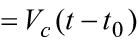 = V_c (t − t_0)